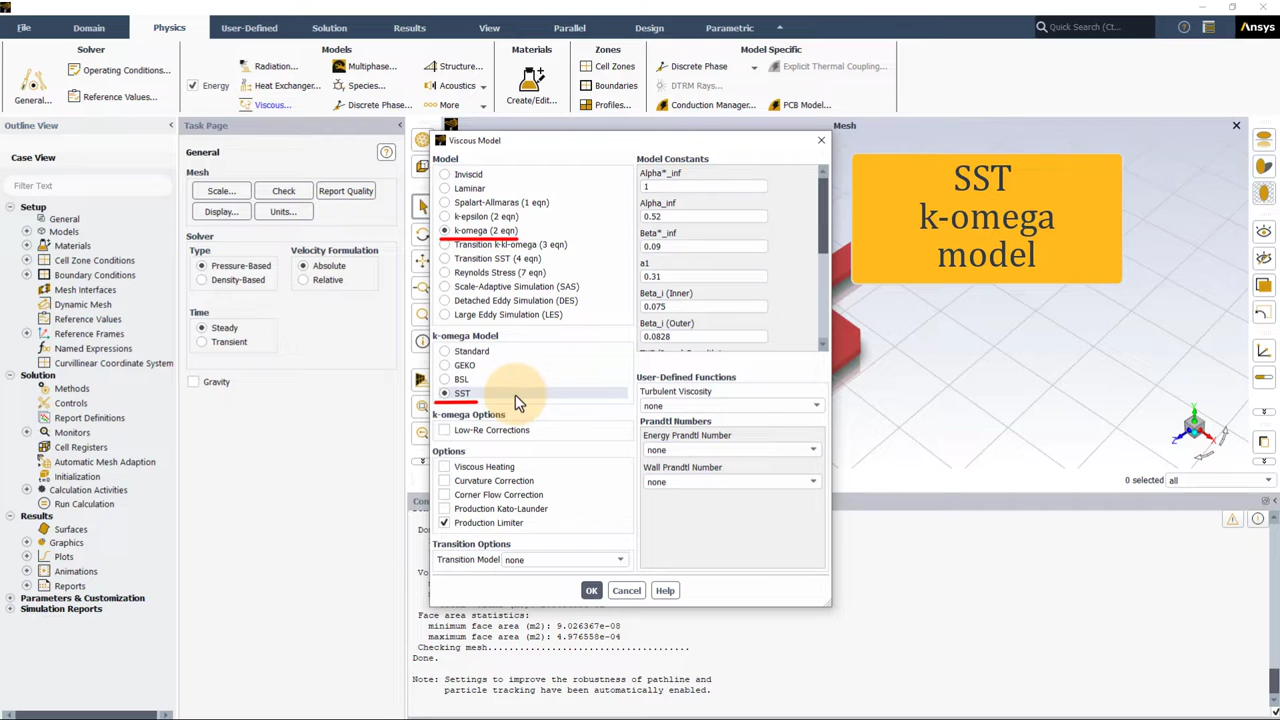 File
Domain
Physics
User-Defined
Solution
Results
View
Parallel
Design
Parametric
Quick Search (Ct...
Ansys
Solver
Models
Materials
Zones
Model Specific
General...
Operating Conditions...
Reference Values...
Energy
Radiation...
Heat Exchanger...
Viscous...
Multiphase...
Species...
Discrete Phase...
Structure...
Acoustics
More
Create/Edit...
Cell Zones
Boundaries
Profiles...
Discrete Phase
DTRM Rays...
Conduction Manager...
Explicit Thermal Coupling...
PCB Model...
Outline View
Case View
Filter Text
Setup
General
Models
Materials
Cell Zone Conditions
Boundary Conditions
Mesh Interfaces
Dynamic Mesh
Reference Values
Reference Frames
Named Expressions
Curvillinear Coordinate System
Solution
Methods
Controls
Report Definitions
Monitors
Cell Registers
Automatic Mesh Adaption
Initialization
Calculation Activities
Run Calculation
Results
Surfaces
Graphics
Plots
Animations
Reports
Parameters & Customization
Simulation Reports
Task Page
General
Mesh
Scale...
Check
Report Quality
Display...
Units...
Solver
Type
Velocity Formulation
Pressure-Based
Absolute
Density-Based
Relative
Time
Steady
Transient
Gravity
Viscous Model
Model
Inviscid
Laminar
Spalart-Allmaras (1 eqn)
k-epsilon (2 eqn)
k-omega (2 eqn)
Transition k-kl-omega (3 eqn)
Transition SST (4 eqn)
Reynolds Stress (7 eqn)
Scale-Adaptive Simulation (SAS)
Detached Eddy Simulation (DES)
Large Eddy Simulation (LES)
k-omega Model
Standard
GEKO
BSL
SST
k-omega Options
Low-Re Corrections
Options
Viscous Heating
Curvature Correction
Corner Flow Correction
Production Kato-Launder
Production Limiter
Transition Options
Transition Model none
Model Constants
Alpha*_inf
1
Alpha_inf
0.52
Beta*_inf
0.09
a1
0.31
Beta_i (Inner)
0.075
Beta_i (Outer)
0.0828
User-Defined Functions
Turbulent Viscosity
none
Prandtl Numbers
Energy Prandtl Number
none
Wall Prandtl Number
none
OK
Cancel
Help
Mesh
SST
k-omega
model
0 selected
all
Face area statistics:
minimum face area (m2): 9.026367e-08
maximum face area (m2): 4.976558e-04
Checking mesh.....................................
Done.
Note: Settings to improve the robustness of pathline and
particle tracking have been automatically enabled.